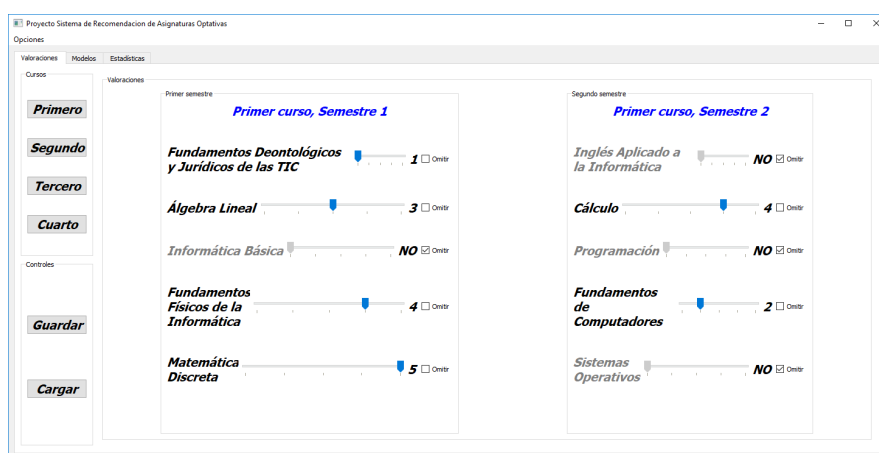 Proyecto Sistema de Recomendacion de Asignaturas Optativas
Opciones
Valoraciones Modelos Estadísticas
Cursos
Primero
Segundo
Tercero
Cuarto
Controles
Guardar
Cargar
Valoraciones
Primer semestre
Primer curso, Semestre 1
Fundamentos Deontológicos
y Jurídicos de las TIC
1 Omitir
Álgebra Lineal 3 Omitir
Informática Básica NO Omitir
Fundamentos
Físicos de la
Informática
4 Omitir
Matemática
Discreta
5 Omitir
Segundo semestre
Primer curso, Semestre 2
Inglés Aplicado a
la Informática
NO Omitir
Cálculo 4 Omitir
Programación NO Omitir
Fundamentos
de
Computadores
2 Omitir
Sistemas
Operativos
NO Omitir